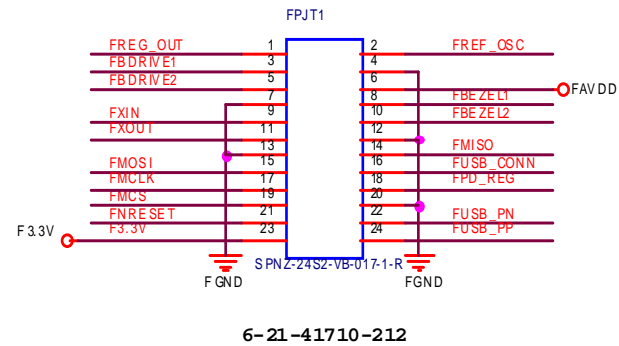 FPJT1
FREG_OUT 1 2 FREF_OSC
FBDRIVE1 3 4
FBDRIVE2 5 6 FAVDD
7 8 FBEZEL1
FXIN 9 10 FBEZEL2
FXOUT 11 12
13 14 FMISO
FMOSI 15 16 FUSB_CONN
FMCLK 17 18 FPD_REG
FMCS 19 20
FNRESET 21 22 FUSB_PN
F3.3V F3.3V 23 24 FUSB_PP
SPNZ-24S2-VB-017-1-R
FGND FGND
6-21-41710-212